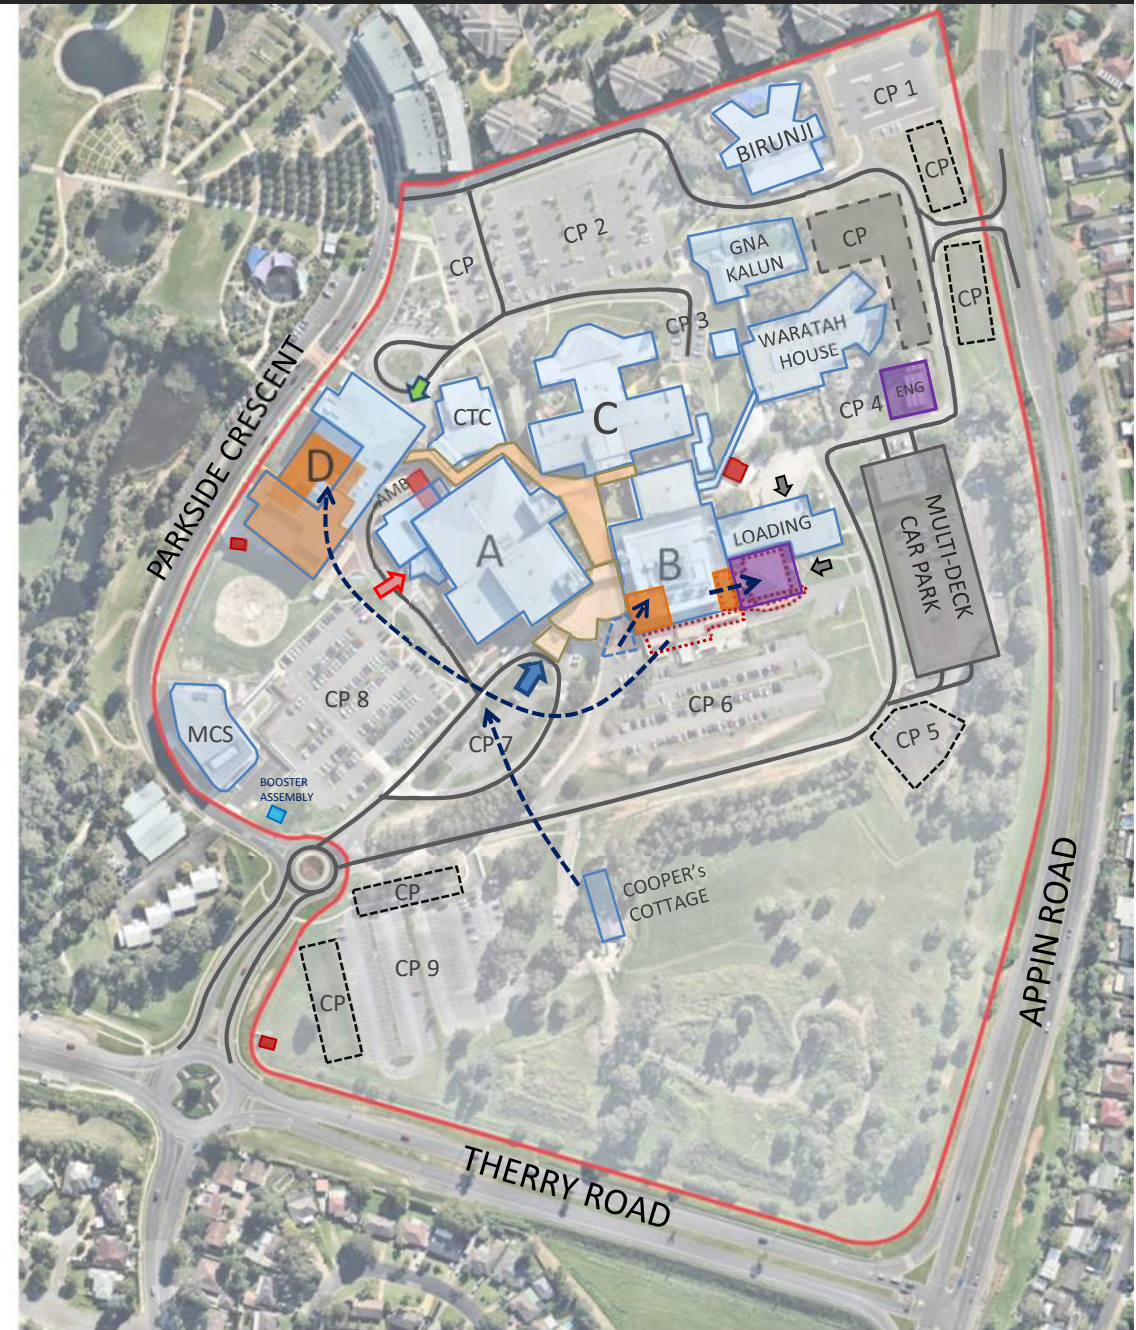 CP 1
BIRUNJI
CP
CP 2
GNA
KALUN
CP
CP
CP
CP 3
WARATAH
HOUSE
PARKSIDE CRESCENT
CTC
C
CP 4
ENG
D
AMB
A
B
LOADING
MULTI-DECK
CAR PARK
CP 8
CP 6
MCS
CP 7
CP 5
BOOSTER
ASSEMBLY
CP
COOPER's
COTTAGE
CP 9
CP
APPIN ROAD
THERRY ROAD